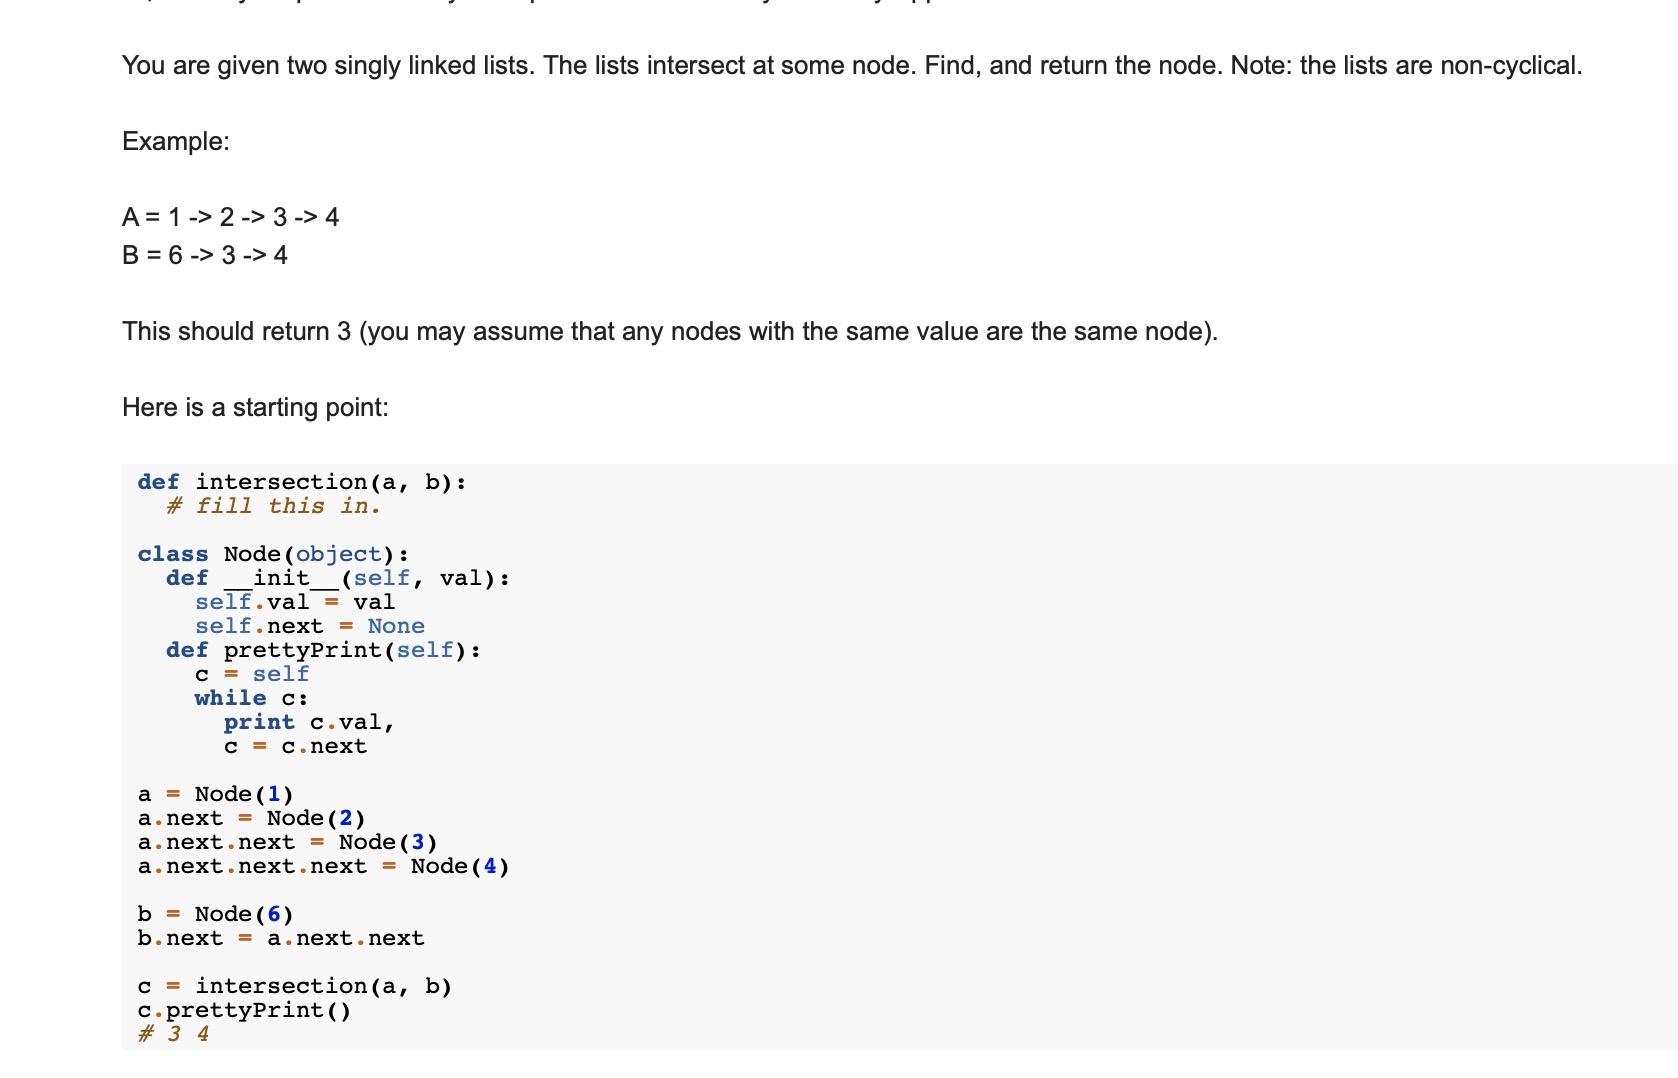 You are given two singly linked lists. The lists intersect at some node. Find, and return the node. Note: the lists are non-cyclical.
Example:
A = 1 -> 2 -> 3 -> 4
B = 6 -> 3 -> 4
This should return 3 (you may assume that any nodes with the same value are the same node).
Here is a starting point:
def intersection(a, b):
  # fill this in.
class Node(object):
  def __init__(self, val):
    self.val = val
    self.next = None
  def prettyPrint(self):
    c = self
    while c:
      print c.val,
      c = c.next
a = Node(1)
a.next = Node(2)
a.next.next = Node(3)
a.next.next.next = Node(4)
b = Node(6)
b.next = a.next.next
c = intersection(a, b)
c.prettyPrint()
# 3 4